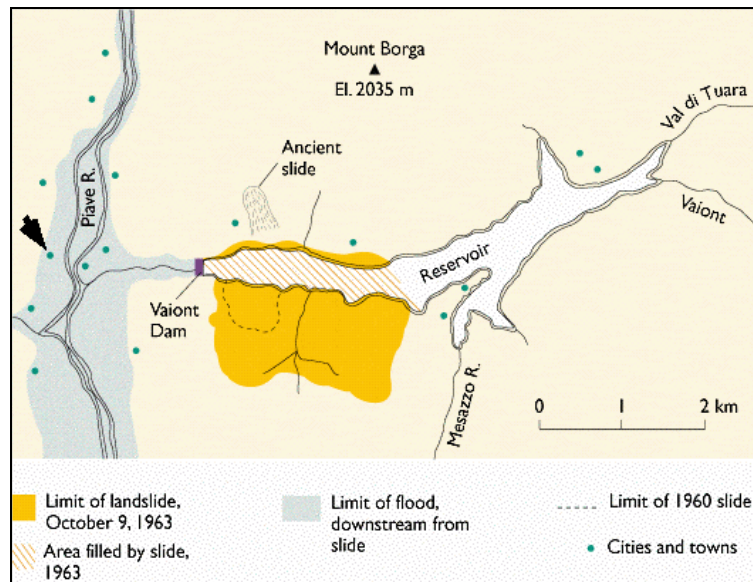 Mount Borga
El. 2035 m
Val di Tuara
Ancient
slide
Piave R.
Vaiont
Reservoir
Vaiont
Dam
Mesazzo R.
0 1 2 km
Limit of landslide,
October 9, 1963
Area filled by slide,
1963
Limit of flood,
downstream from
slide
Limit of 1960 slide
Cities and towns